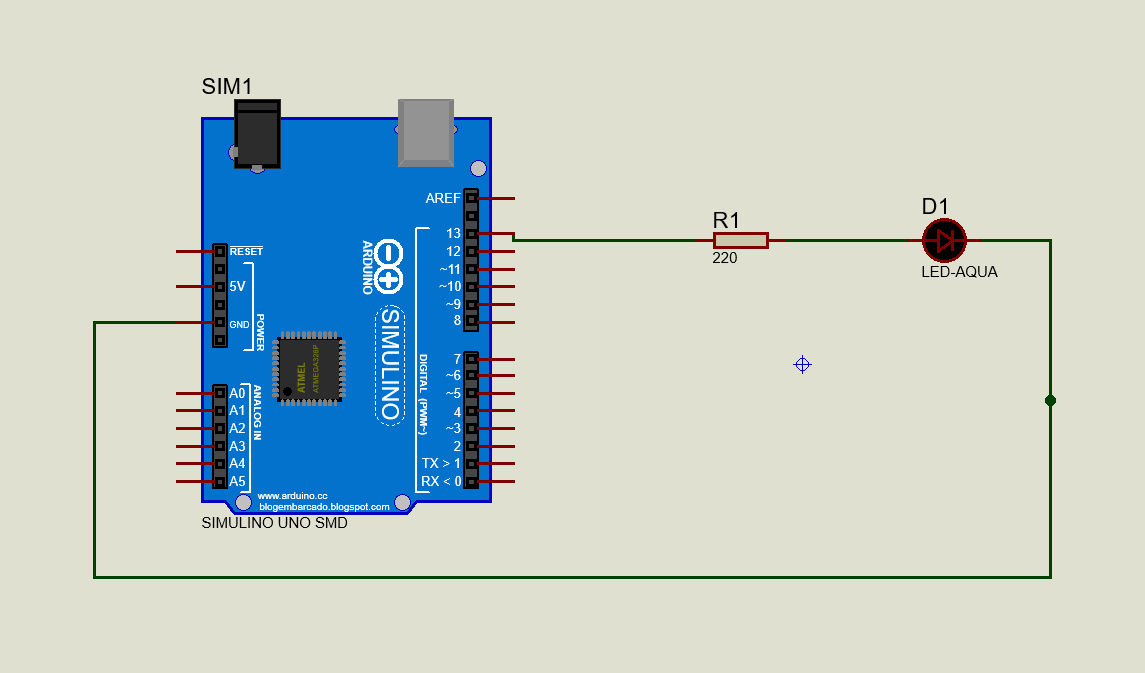 SIM1
AREF
13
12
~11
~10
~9
8
7
~6
~5
4
~3
2
TX > 1
RX < 0
RESET
5V
GND
POWER
A0
A1
A2
A3
A4
A5
ANALOG IN
ARDUINO
SIMULINO
DIGITAL (PWM~)
ATMEL
ATMEGA328P
www.arduino.cc
blogembarcado.blogspot.com
SIMULINO UNO SMD
R1
220
D1
LED-AQUA